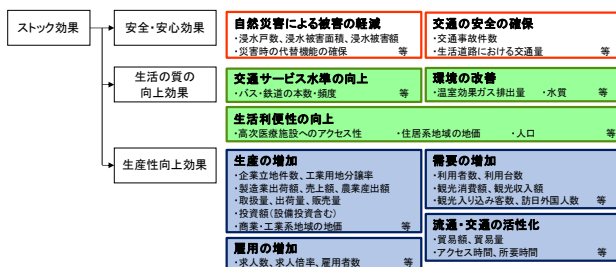 ストック効果
安全・安心効果
自然災害による被害の軽減
・浸水戸数、浸水被害面積、浸水被害額
・災害時の代替機能の確保 等
交通の安全の確保
・交通事故件数
・生活道路における交通量 等
生活の質の
向上効果
交通サービス水準の向上
・バス・鉄道の本数・頻度 等
環境の改善
・温室効果ガス排出量 ・水質 等
生活利便性の向上
・高次医療施設へのアクセス性 ・住居系地域の地価 ・人口 等
生産性向上効果
生産の増加
・企業立地件数、工業用地分譲率
・製造業出荷額、売上額、農業産出額
・取扱量、出荷量、販売量
・投資額(設備投資含む)
・商業・工業系地域の地価 等
需要の増加
・利用者数、利用台数
・観光消費額、観光収入額
・観光入り込み客数、訪日外国人数 等
流通・交通の活性化
・貿易額、貿易量
・アクセス時間、所要時間 等
雇用の増加
・求人数、求人倍率、雇用者数 等